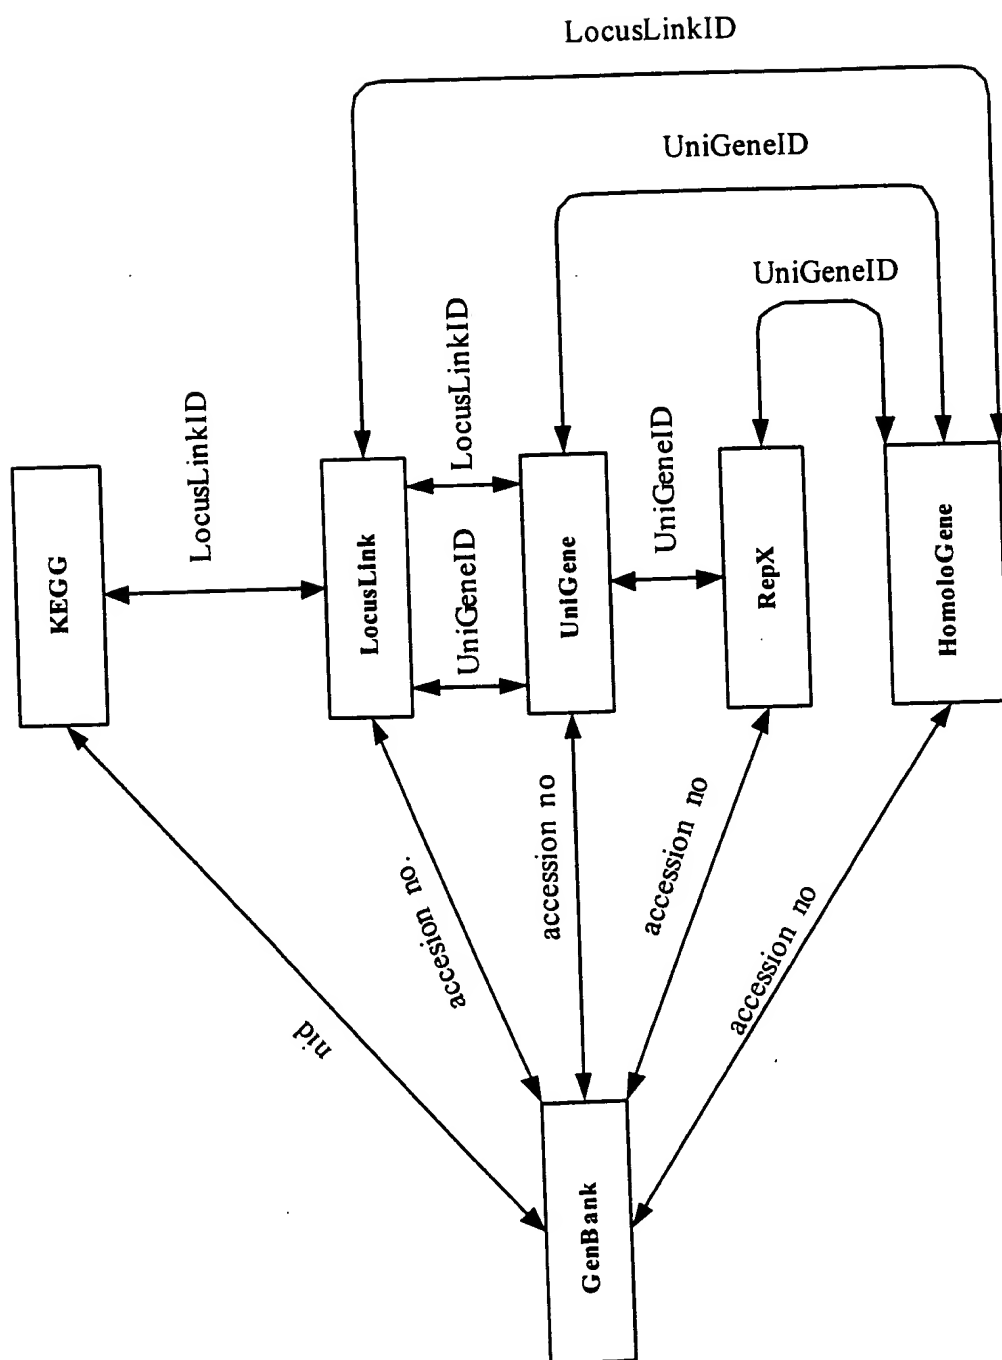 LocusLinkID
UniGeneID
UniGeneID
LocusLinkID
LocusLinkID
UniGeneID
UniGeneID
KEGG
LocusLink
UniGene
RepX
HomoloGene
nid
accesion no.
accession no
accession no
accession no
GenBank